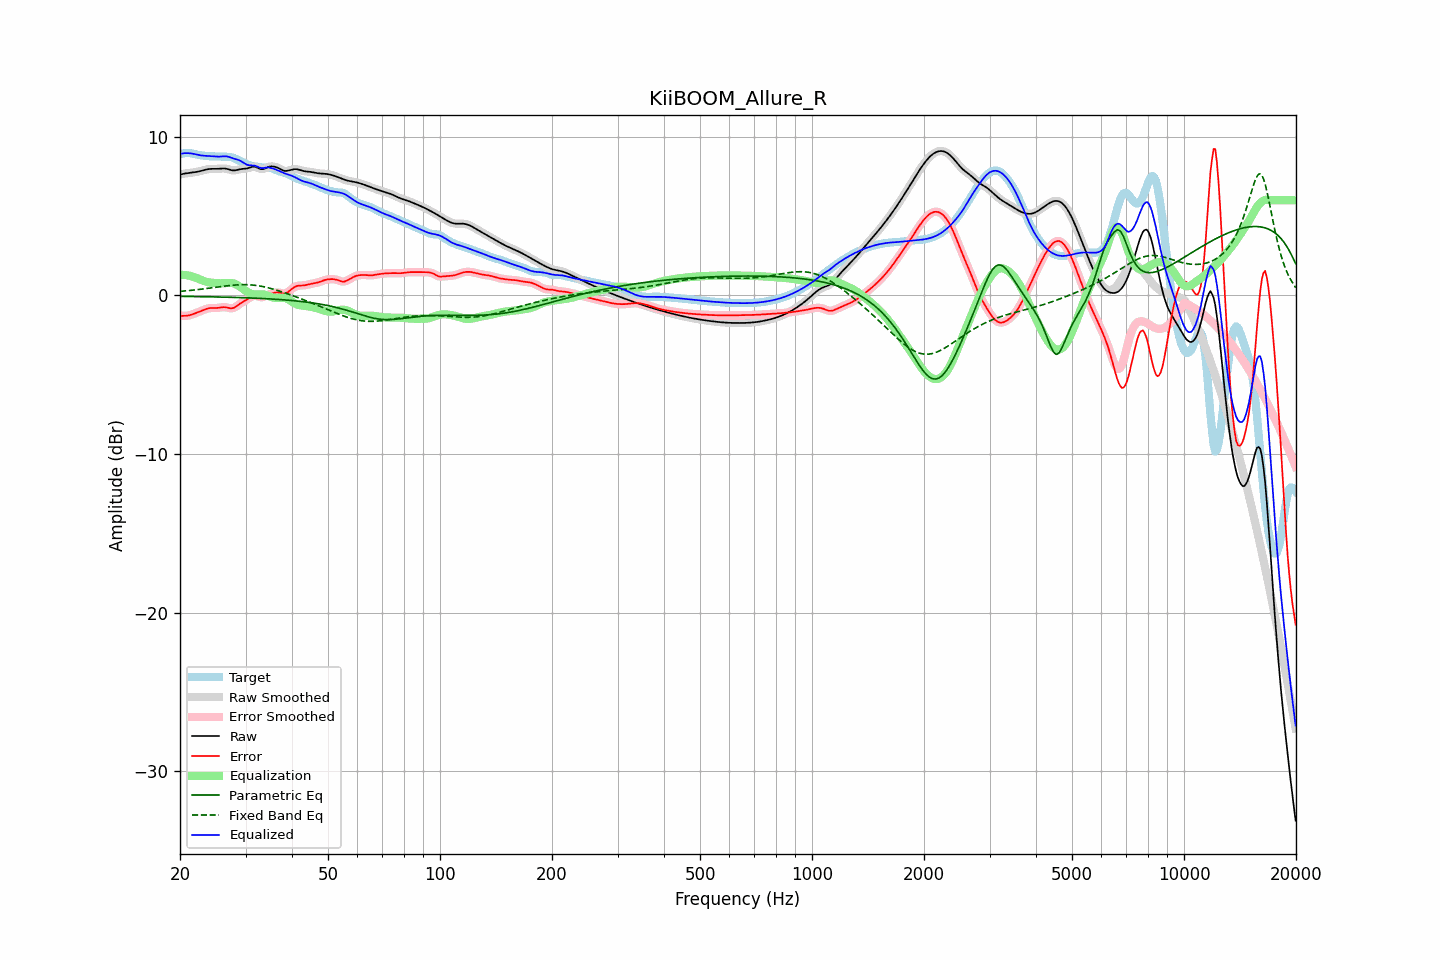 KiiBOOM_Allure_R
10
0
−10
−20
−30
Amplitude (dBr)
Target
Raw Smoothed
Error Smoothed
Raw
Error
Equalization
Parametric Eq
Fixed Band Eq
Equalized
20 50 100 200 500 1000 2000 5000 10000 20000
Frequency (Hz)